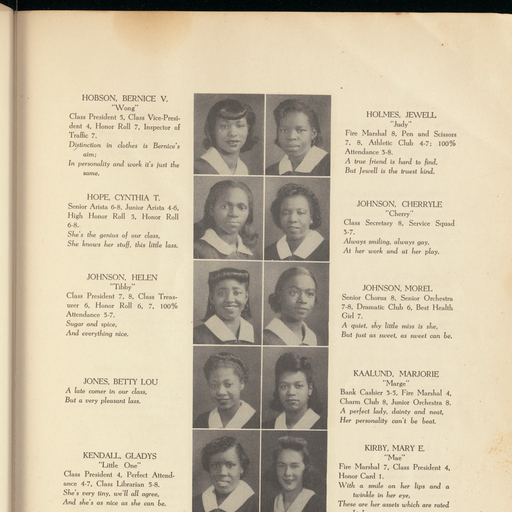 HOBSON, BERNICE V.
"Wong"
Class President 5, Class Vice-Presi-
dent 4, Honor Roll 7, Inspector of
Traffic 7.
Distinction in clothes is Bernice's
aim;
In personality and work it's just the
same.
HOPE, CYNTHIA T.
Senior Arista 6-8, Junior Arista 4-6,
High Honor Roll 3, Honor Roll
6-8.
She's the genius of our class,
She knows her stuff, this little lass.
JOHNSON, HELEN
"Tibby"
Class President 7, 8, Class Treas-
urer 6, Honor Roll 6, 7, 100%
Attendance 5-7.
Sugar and spice,
And everything nice.
JONES, BETTY LOU
A late comer in our class,
But a very pleasant lass.
KENDALL, GLADYS
"Little One"
Class President 4, Perfect Attend-
ance 4-7, Class Librarian 3-8.
She's very tiny, we'll all agree,
And she's as nice as she can be.
HOLMES, JEWELL
"Judy"
Fire Marshal 8, Pen and Scissors
7, 8, Athletic Club 4-7; 100%
Attendance 3-8.
A true friend is hard to find,
But Jewell is the truest kind.
JOHNSON, CHERRYLE
"Cherry"
Class Secretary 8, Service Squad
3-7.
Always smiling, always gay,
At her work and at her play.
JOHNSON, MOREL
Senior Chorus 8, Senior Orchestra
7-8, Dramatic Club 6, Best Health
Girl 7.
A quiet, shy little miss is she,
But just as sweet, as sweet can be.
KAALUND, MARJORIE
"Marge"
Bank Cashier 3-5, Fire Marshal 4,
Charm Club 8, Junior Orchestra 8.
A perfect lady, dainty and neat,
Her personality can't be beat.
KIRBY, MARY E.
"Mae"
Fire Marshal 7, Class President 4,
Honor Card 1.
With a smile on her lips and a
twinkle in her eye,
These are her assets which are rated